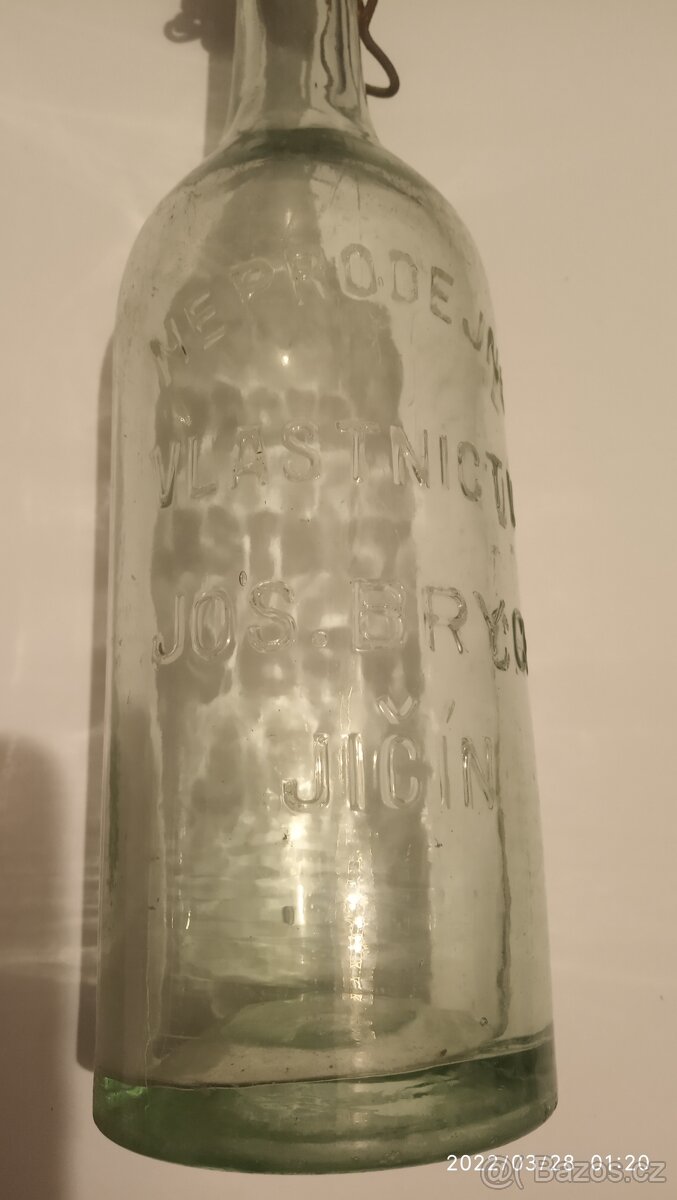 NEPRODEJN
VLASTNICTV
JOS. BRYC
JIČÍN
2022/03/28 01:20
Bazos.cz